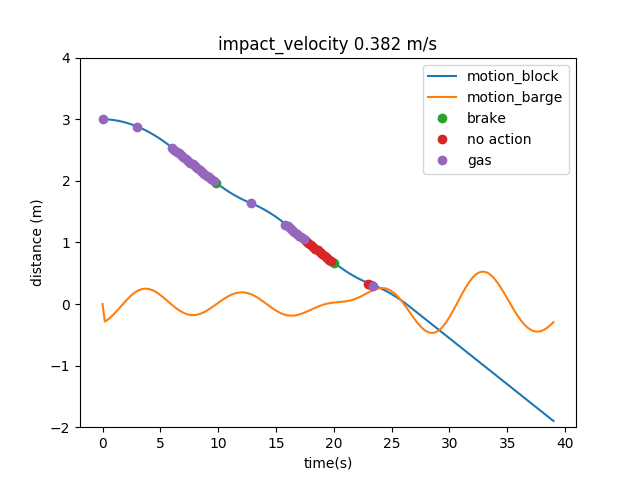 impact_velocity 0.382 m/s
motion_block
motion_barge
brake
no action
gas
distance (m)
4
3
2
1
0
−1
−2
0 5 10 15 20 25 30 35 40
time(s)